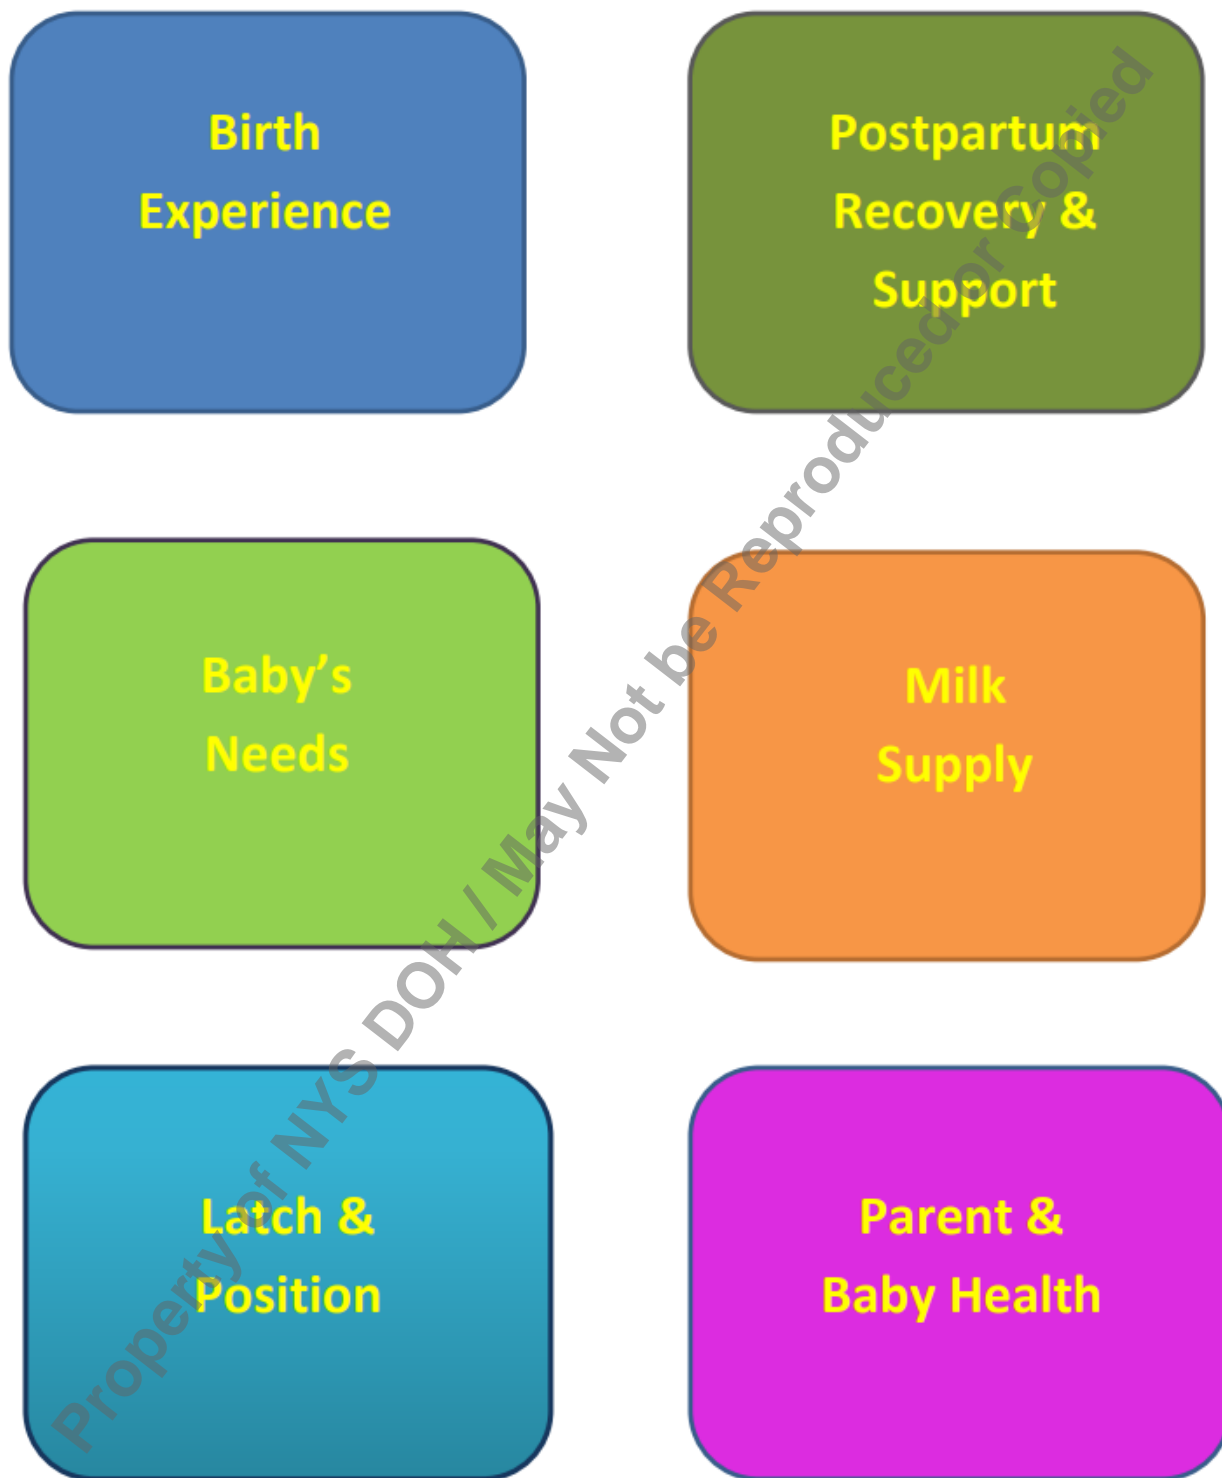 Birth
Experience
Postpartum
Recovery &
Support
Baby’s
Needs
Milk
Supply
Latch &
Position
Parent &
Baby Health
Property of NYS DOH / May Not be Reproduced or Copied